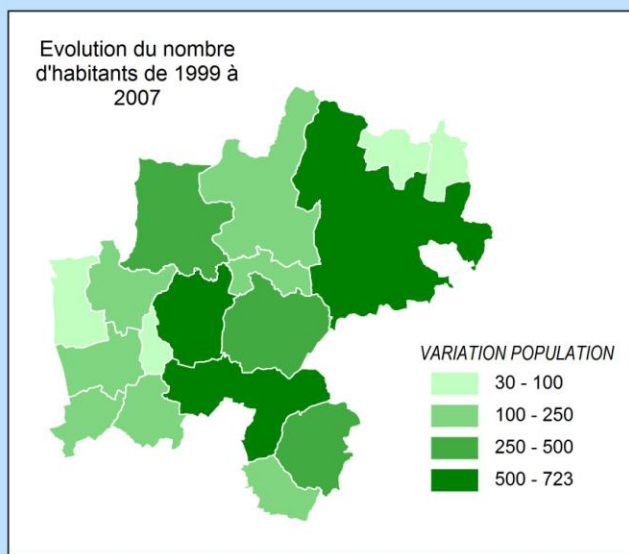 Evolution du nombre
d'habitants de 1999 à
2007
VARIATION POPULATION
30 - 100
100 - 250
250 - 500
500 - 723